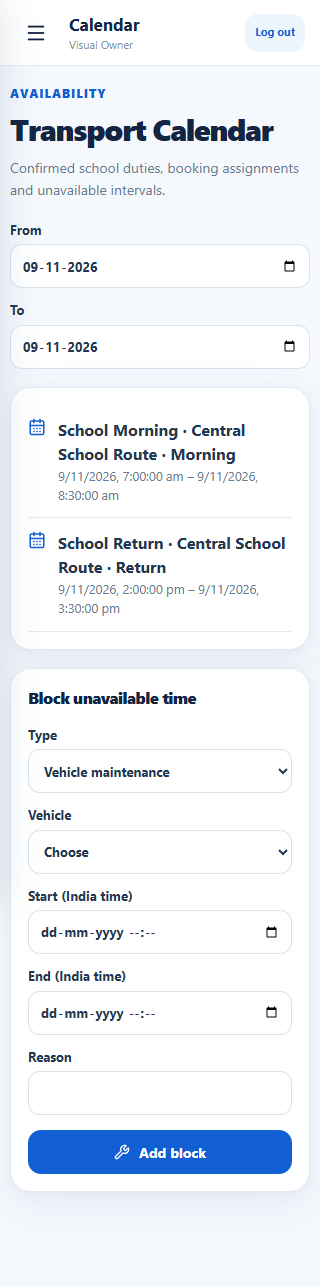 Calendar
Visual Owner
Log out
AVAILABILITY
Transport Calendar
Confirmed school duties, booking assignments
and unavailable intervals.
From
09-11-2026
To
09-11-2026
School Morning · Central
School Route · Morning
9/11/2026, 7:00:00 am – 9/11/2026,
8:30:00 am
School Return · Central School
Route · Return
9/11/2026, 2:00:00 pm – 9/11/2026,
3:30:00 pm
Block unavailable time
Type
Vehicle maintenance
Vehicle
Choose
Start (India time)
dd-mm-yyyy --:--
End (India time)
dd-mm-yyyy --:--
Reason
Add block